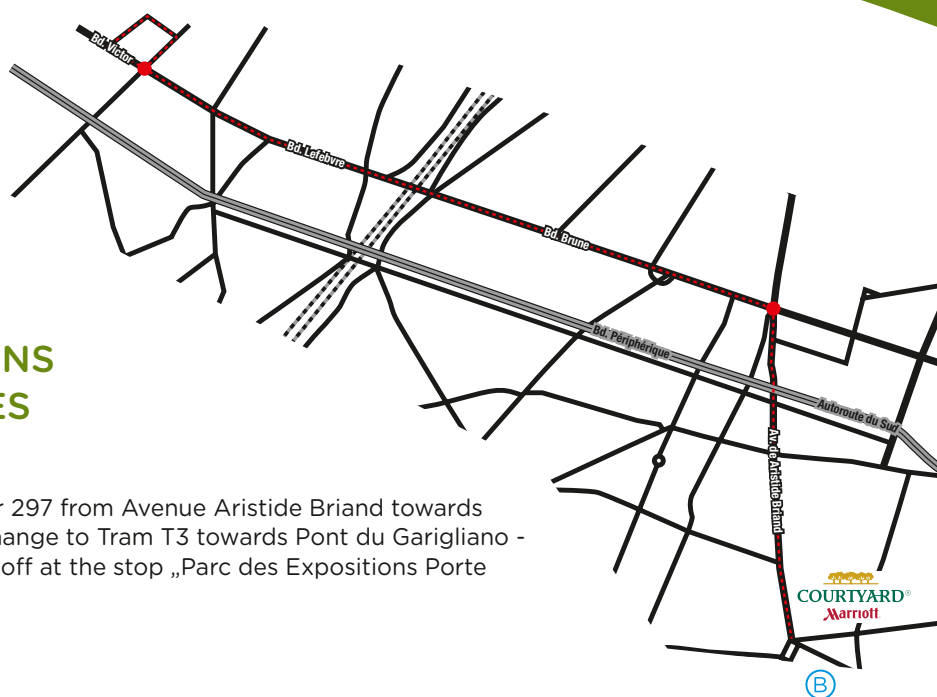 Bd. Victor
Bd. Lefebvre
Bd. Brune
Bd. Périphérique
Autoroute du Sud
Av. de Aristide Briand
NS
ES
297 from Avenue Aristide Briand towards
ange to Tram T3 towards Pont du Garigliano -
off at the stop „Parc des Expositions Porte
COURTYARD®
Marriott
B